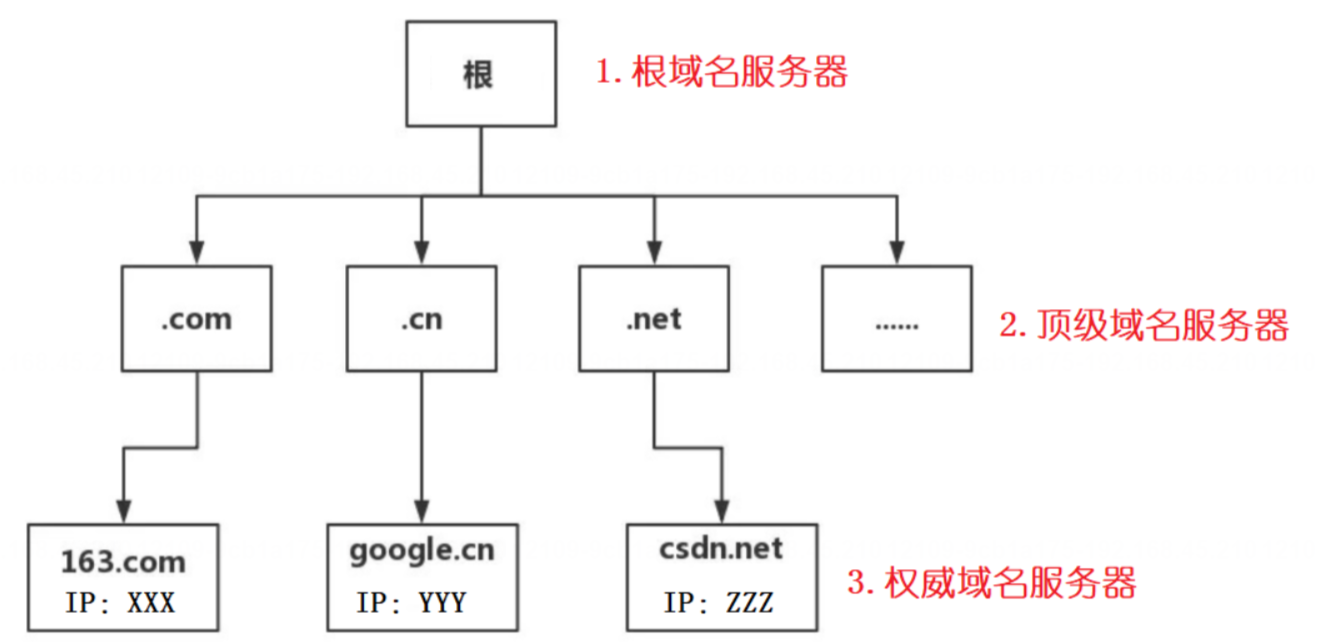 根
1.根域名服务器
.com
.cn
.net
......
2.顶级域名服务器
163.com
IP: XXX
google.cn
IP: YYY
csdn.net
IP: ZZZ
3.权威域名服务器